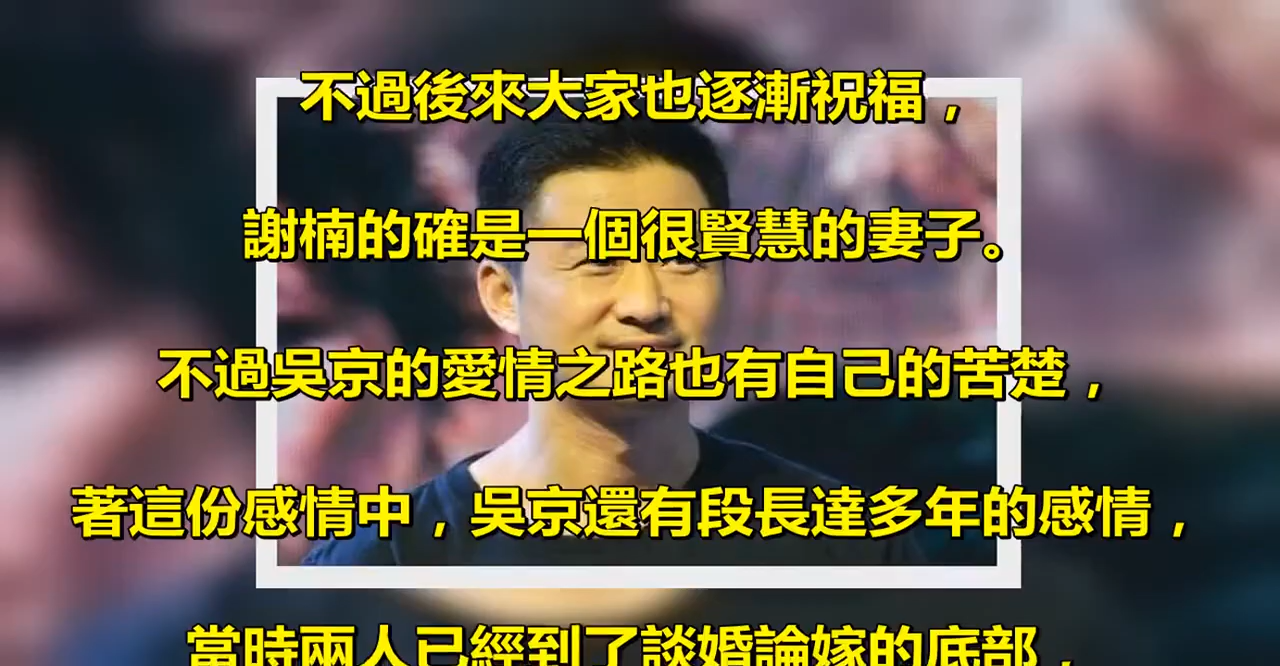 不過後來大家也逐漸祝福，
謝楠的確是一個很賢慧的妻子。
不過吳京的愛情之路也有自己的苦楚，
著這份感情中，吳京還有段長達多年的感情，
當時兩人已經到了談婚論嫁的底部，